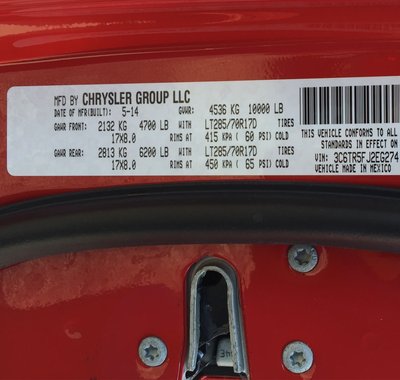 MFD BY CHRYSLER GROUP LLC
DATE OF MFR(BUILT): 5-14 GVWR: 4536 KG 10000 LB
GAWR FRONT: 2132 KG 4700 LB WITH LT285/70R17D TIRES
17X8.0 RIMS AT 415 KPA ( 60 PSI) COLD
GAWR REAR: 2813 KG 6200 LB WITH LT285/70R17D TIRES
17X8.0 RIMS AT 450 KPA ( 65 PSI) COLD
THIS VEHICLE CONFORMS TO ALL
STANDARDS IN EFFECT
VIN: 3C6TR5FJ2EG274
VEHICLE MADE IN MEXICO